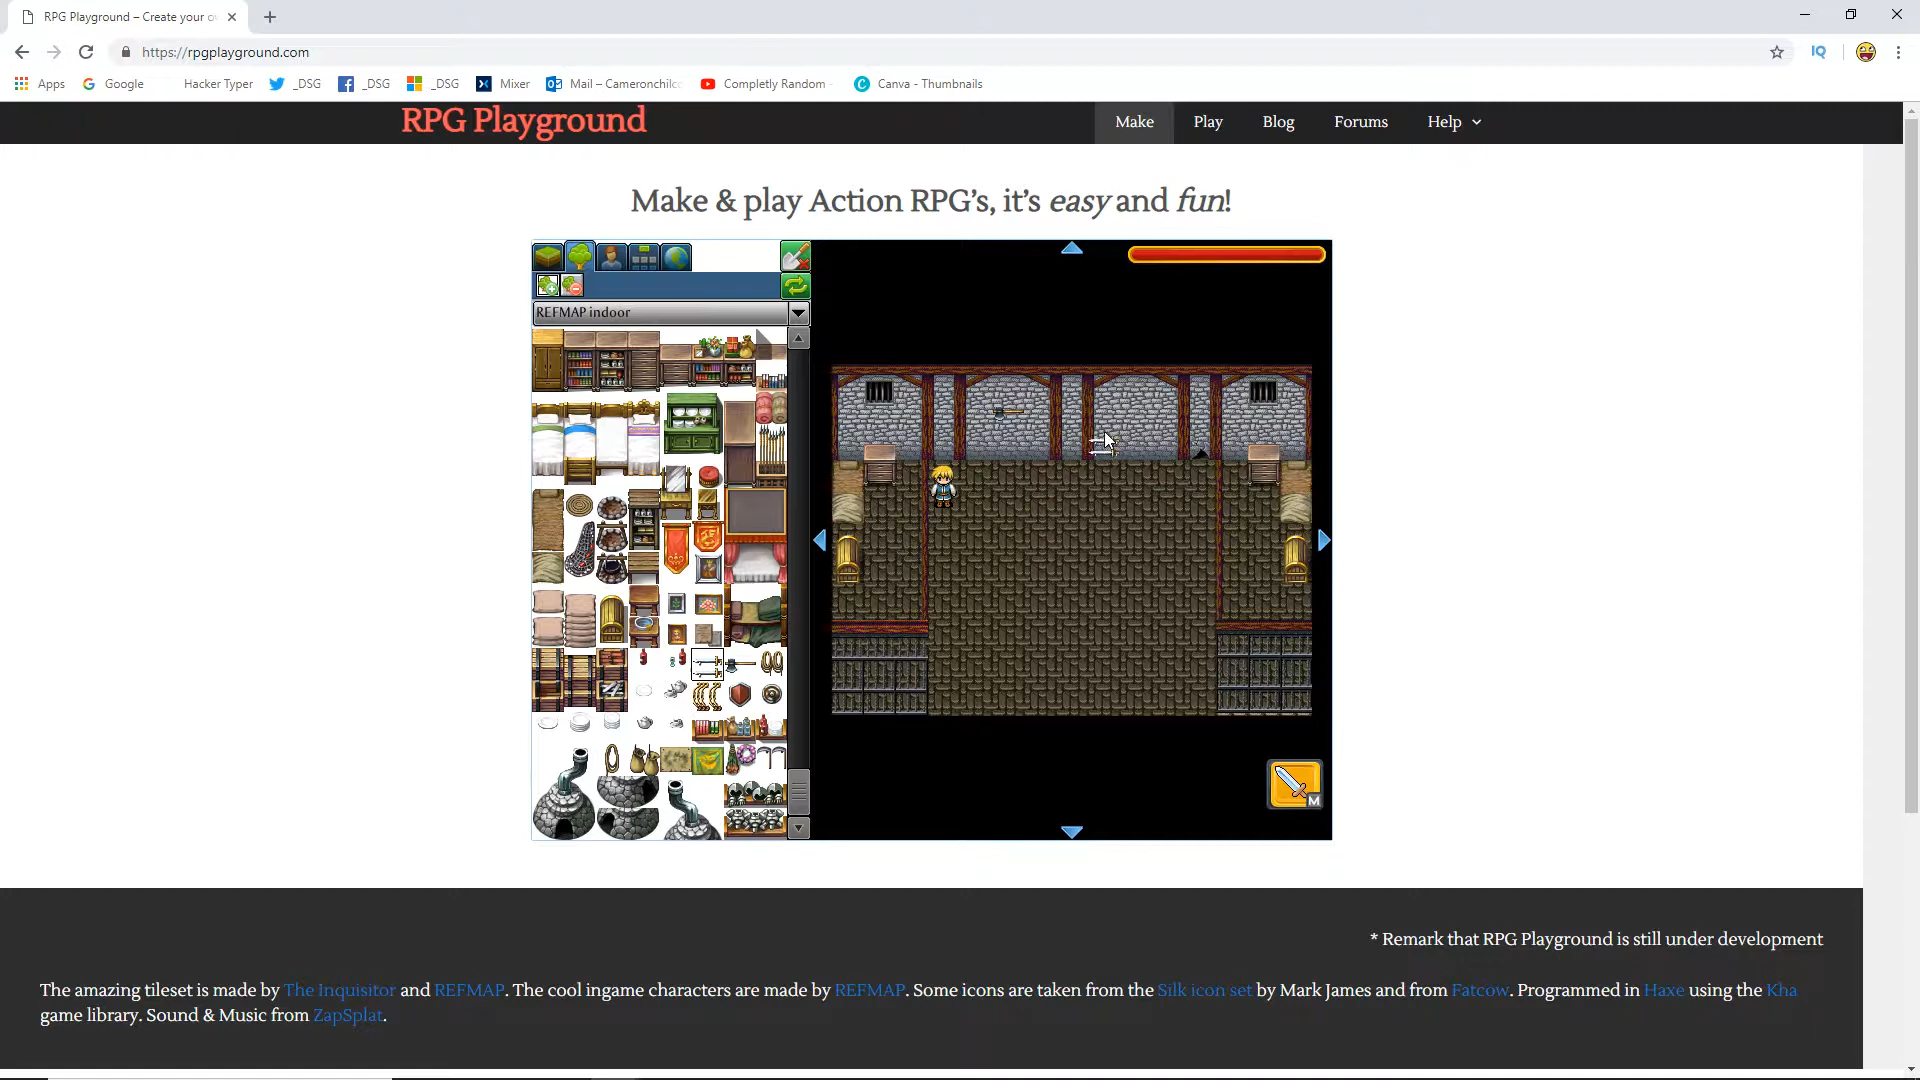 RPG Playground – Create your o
https://rpgplayground.com
IQ
Apps Google Hacker Typer _DSG _DSG _DSG Mixer Mail – Cameronchilc Completly Random Canva - Thumbnails
RPG Playground Make Play Blog Forums Help
Make & play Action RPG’s, it’s easy and fun!
REFMAP indoor
M
* Remark that RPG Playground is still under development
The amazing tileset is made by The Inquisitor and REFMAP. The cool ingame characters are made by REFMAP. Some icons are taken from the Silk icon set by Mark James and from Fatcow. Programmed in Haxe using the Kha
game library. Sound & Music from ZapSplat.